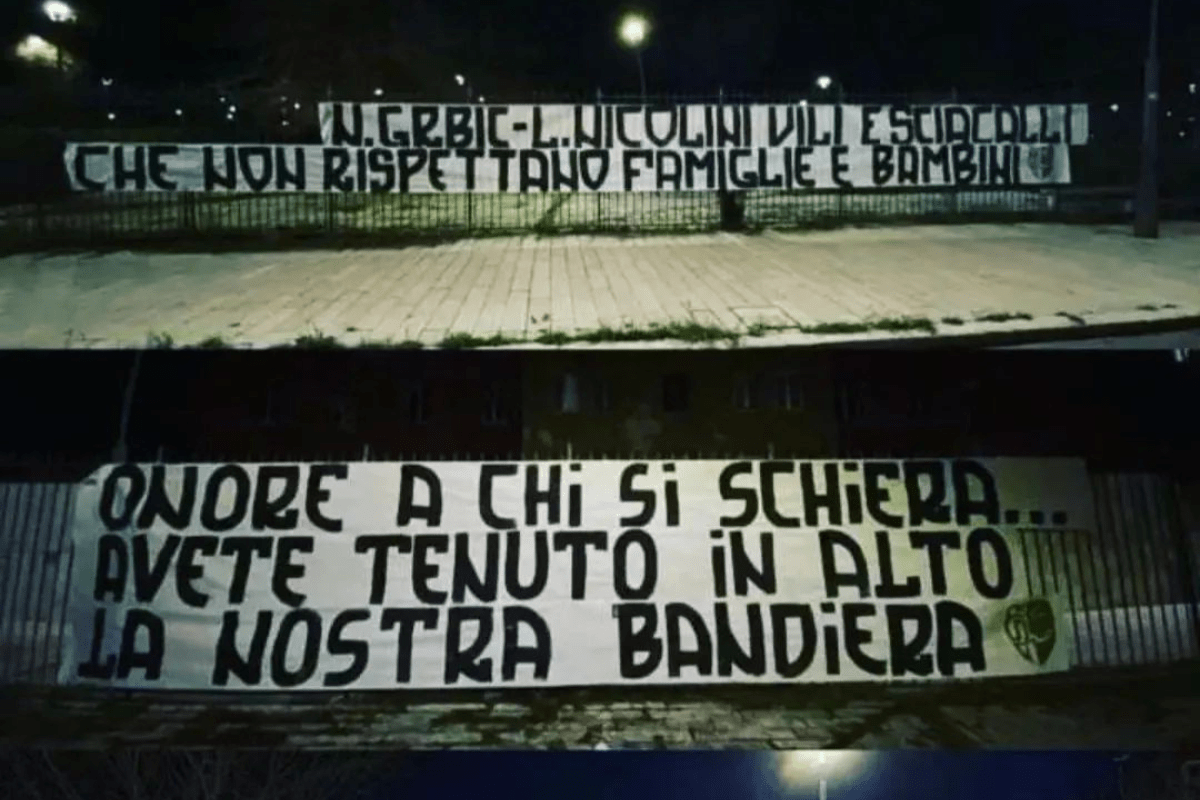 N.GRBIC-L.NICOLINI VILI E SCIACALLI
CHE NON RISPETTANO FAMIGLIE E BAMBINI
ONORE A CHi Si SCHiERA...
AVETE TENUTO iN ALTO
LA NOSTRA BANDiERA